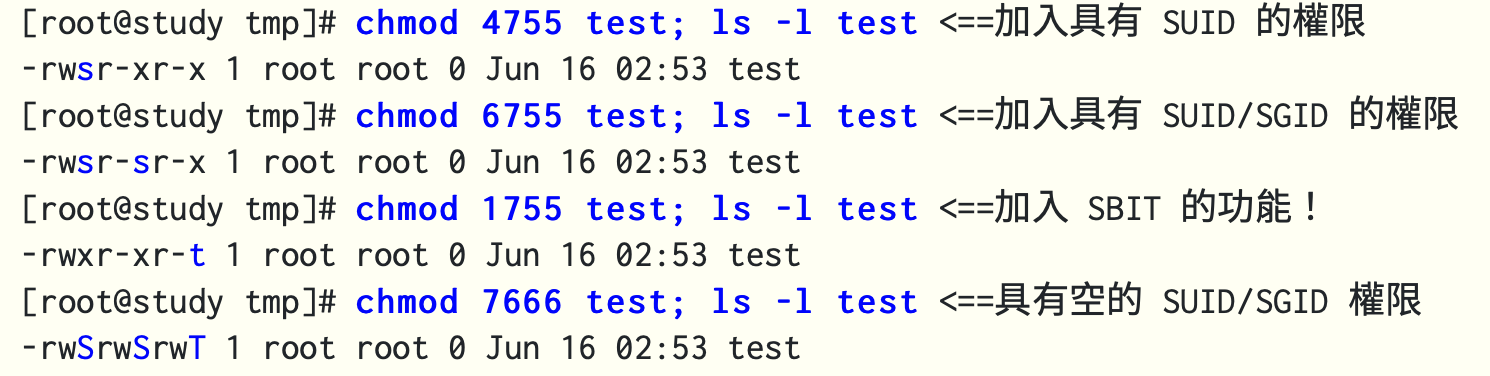 [root@study tmp]# chmod 4755 test; ls -l test <==加入具有 SUID 的權限
-rwsr-xr-x 1 root root 0 Jun 16 02:53 test
[root@study tmp]# chmod 6755 test; ls -l test <==加入具有 SUID/SGID 的權限
-rwsr-sr-x 1 root root 0 Jun 16 02:53 test
[root@study tmp]# chmod 1755 test; ls -l test <==加入 SBIT 的功能！
-rwxr-xr-t 1 root root 0 Jun 16 02:53 test
[root@study tmp]# chmod 7666 test; ls -l test <==具有空的 SUID/SGID 權限
-rwSrwSrwT 1 root root 0 Jun 16 02:53 test